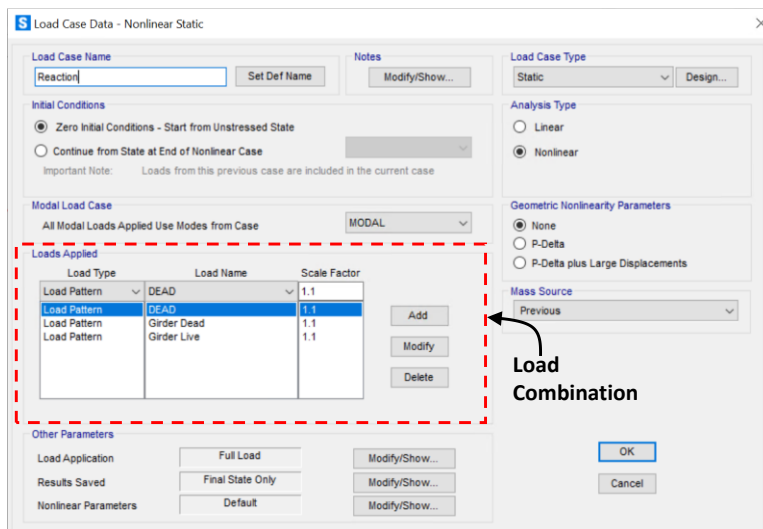 S Load Case Data - Nonlinear Static
Load Case Name
Reaction
Set Def Name
Notes
Modify/Show...
Load Case Type
Static
Design...
Initial Conditions
Zero Initial Conditions - Start from Unstressed State
Continue from State at End of Nonlinear Case
Important Note: Loads from this previous case are included in the current case
Analysis Type
Linear
Nonlinear
Modal Load Case
All Modal Loads Applied Use Modes from Case
MODAL
Geometric Nonlinearity Parameters
None
P-Delta
P-Delta plus Large Displacements
Loads Applied
Load Type Load Name Scale Factor
Load Pattern DEAD 1.1
Load Pattern DEAD 1.1
Load Pattern Girder Dead 1.1
Load Pattern Girder Live 1.1
Add
Modify
Delete
Mass Source
Previous
Load
Combination
Other Parameters
Load Application Full Load Modify/Show...
Results Saved Final State Only Modify/Show...
Nonlinear Parameters Default Modify/Show...
OK
Cancel